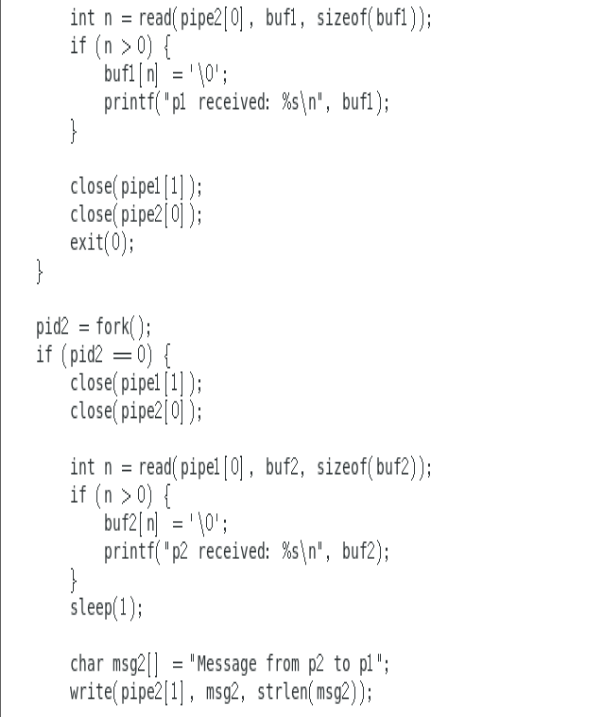 int n = read(pipe2[0], buf1, sizeof(buf1));
if (n > 0) {
buf1[n] = '\0';
printf("p1 received: %s\n", buf1);
}
close(pipe1[1]);
close(pipe2[0]);
exit(0);
}
pid2 = fork();
if (pid2 == 0) {
close(pipe1[1]);
close(pipe2[0]);
int n = read(pipe1[0], buf2, sizeof(buf2));
if (n > 0) {
buf2[n] = '\0';
printf("p2 received: %s\n", buf2);
}
sleep(1);
char msg2[] = "Message from p2 to p1";
write(pipe2[1], msg2, strlen(msg2));